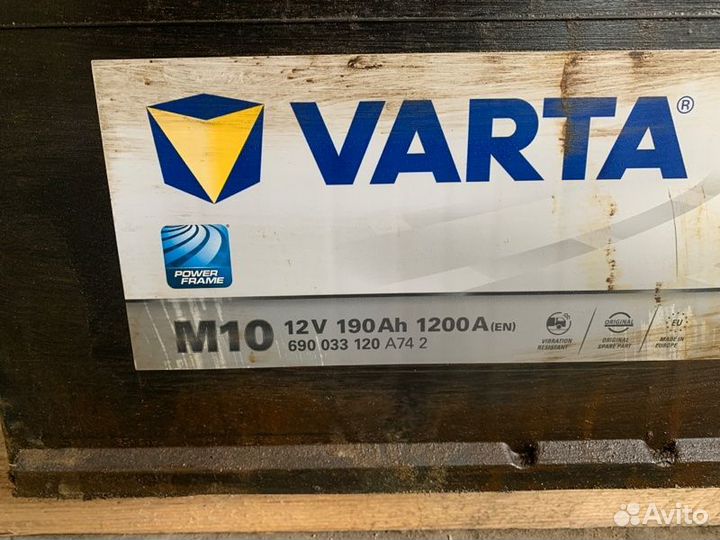 VARTA®
POWER
FRAME
M10 12V 190Ah 1200A (EN)
690 033 120 A74 2
VIBRATION
RESISTANT
ORIGINAL
ORIGINAL
SPARE PART
EU
MADE IN
EUROPE
Avito